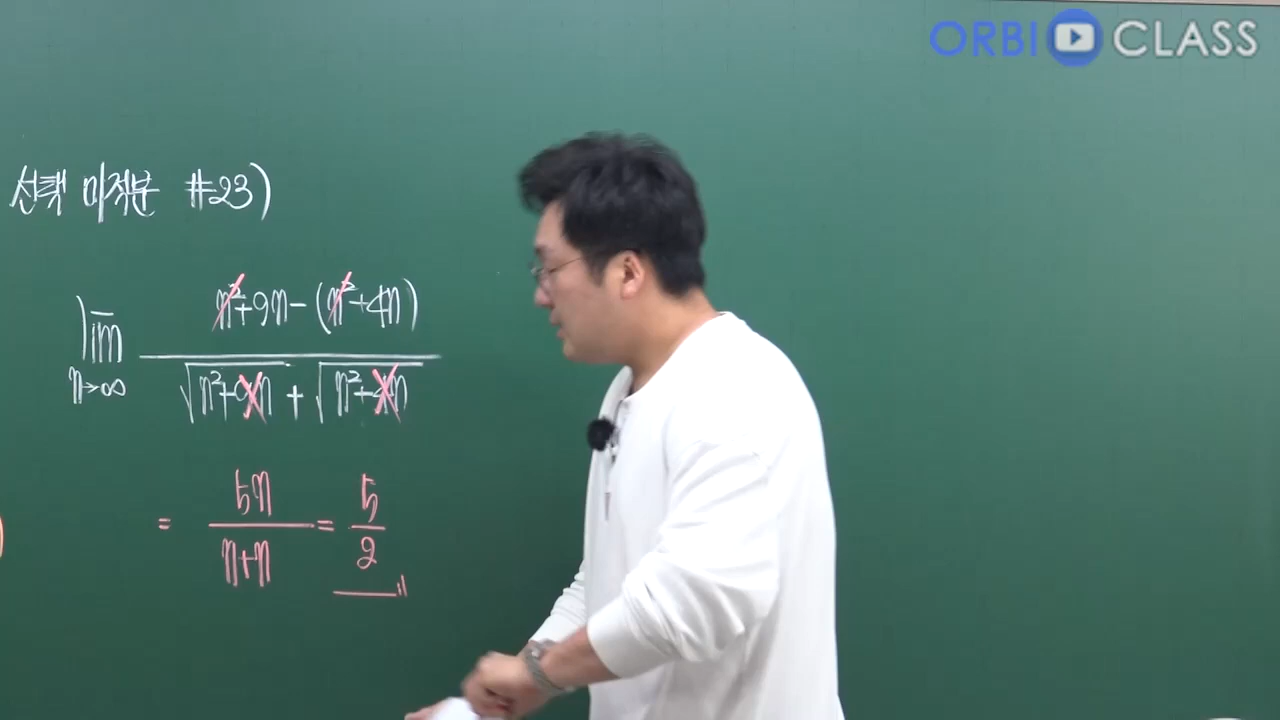 ORBI CLASS
선택 미적분 #23)
lim n→∞ n²+9n-(n²+4n) / √(n²+9n) + √(n²+4n)
= 5n / n+n = 5/2